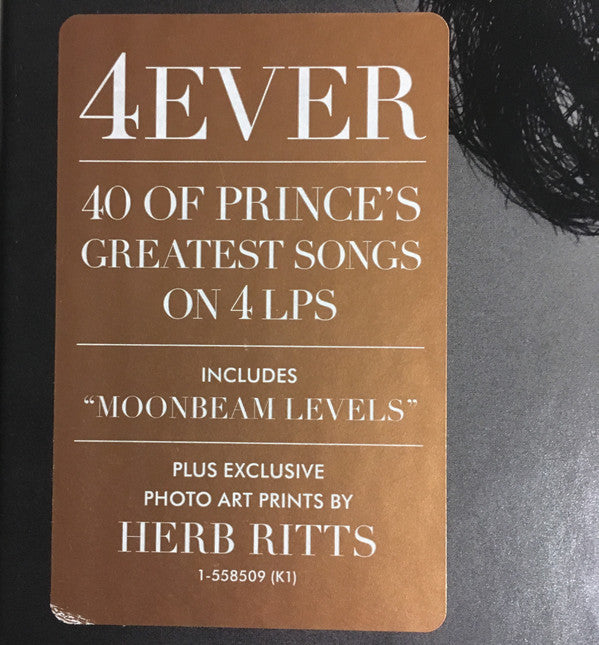 4EVER
40 OF PRINCE'S
GREATEST SONGS
ON 4 LPS
INCLUDES
“MOONBEAM LEVELS”
PLUS EXCLUSIVE
PHOTO ART PRINTS BY
HERB RITTS
1-558509 (K1)